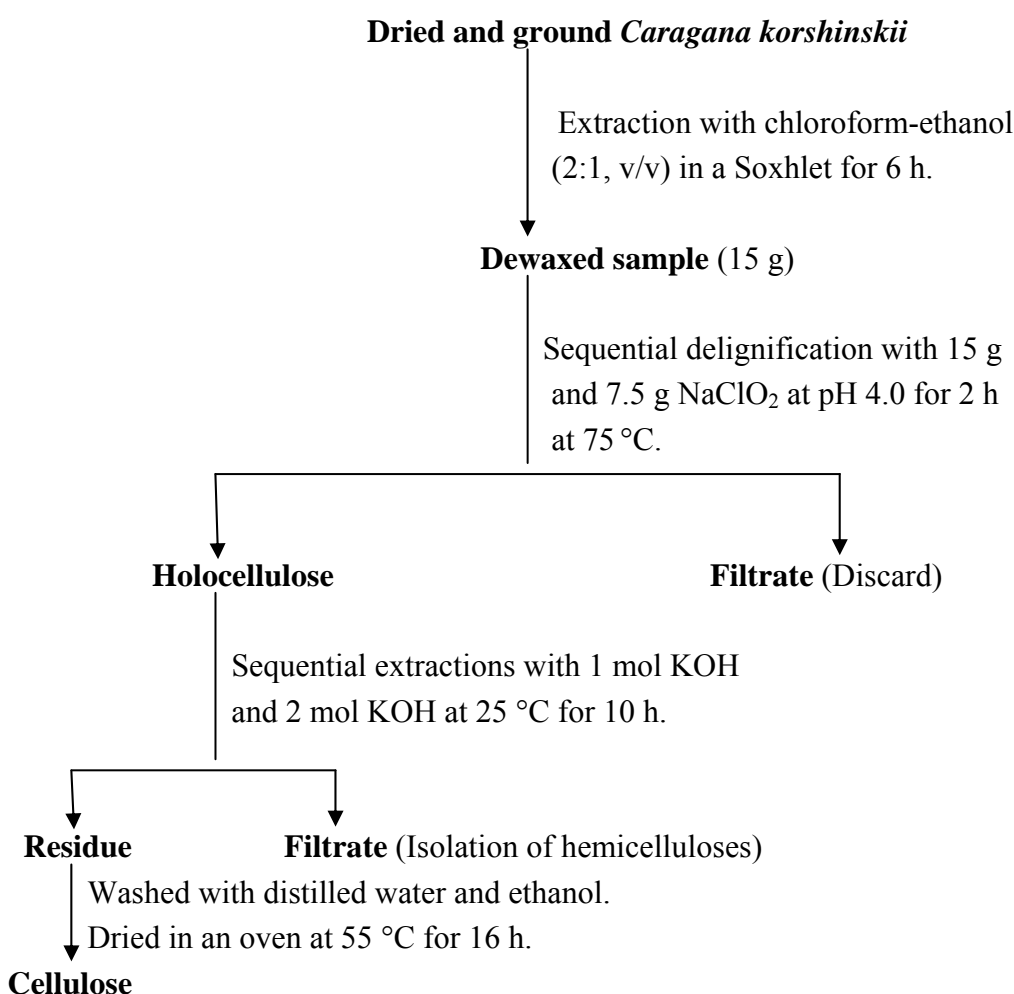 Dried and ground Caragana korshinskii
Extraction with chloroform-ethanol
(2:1, v/v) in a Soxhlet for 6 h.
Dewaxed sample (15 g)
Sequential delignification with 15 g
and 7.5 g NaClO₂ at pH 4.0 for 2 h
at 75 °C.
Holocellulose
Filtrate (Discard)
Sequential extractions with 1 mol KOH
and 2 mol KOH at 25 °C for 10 h.
Residue
Filtrate (Isolation of hemicelluloses)
Washed with distilled water and ethanol.
Dried in an oven at 55 °C for 16 h.
Cellulose